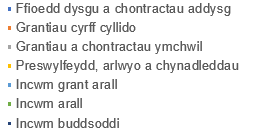 Ffioedd dysgu a chontractau addysg
Grantiau cyrff cyllido
Grantiau a chontractau ymchwil
Preswylfeydd, arlwyo a chynadleddau
Incwm grant arall
Incwm arall
Incwm buddsoddi